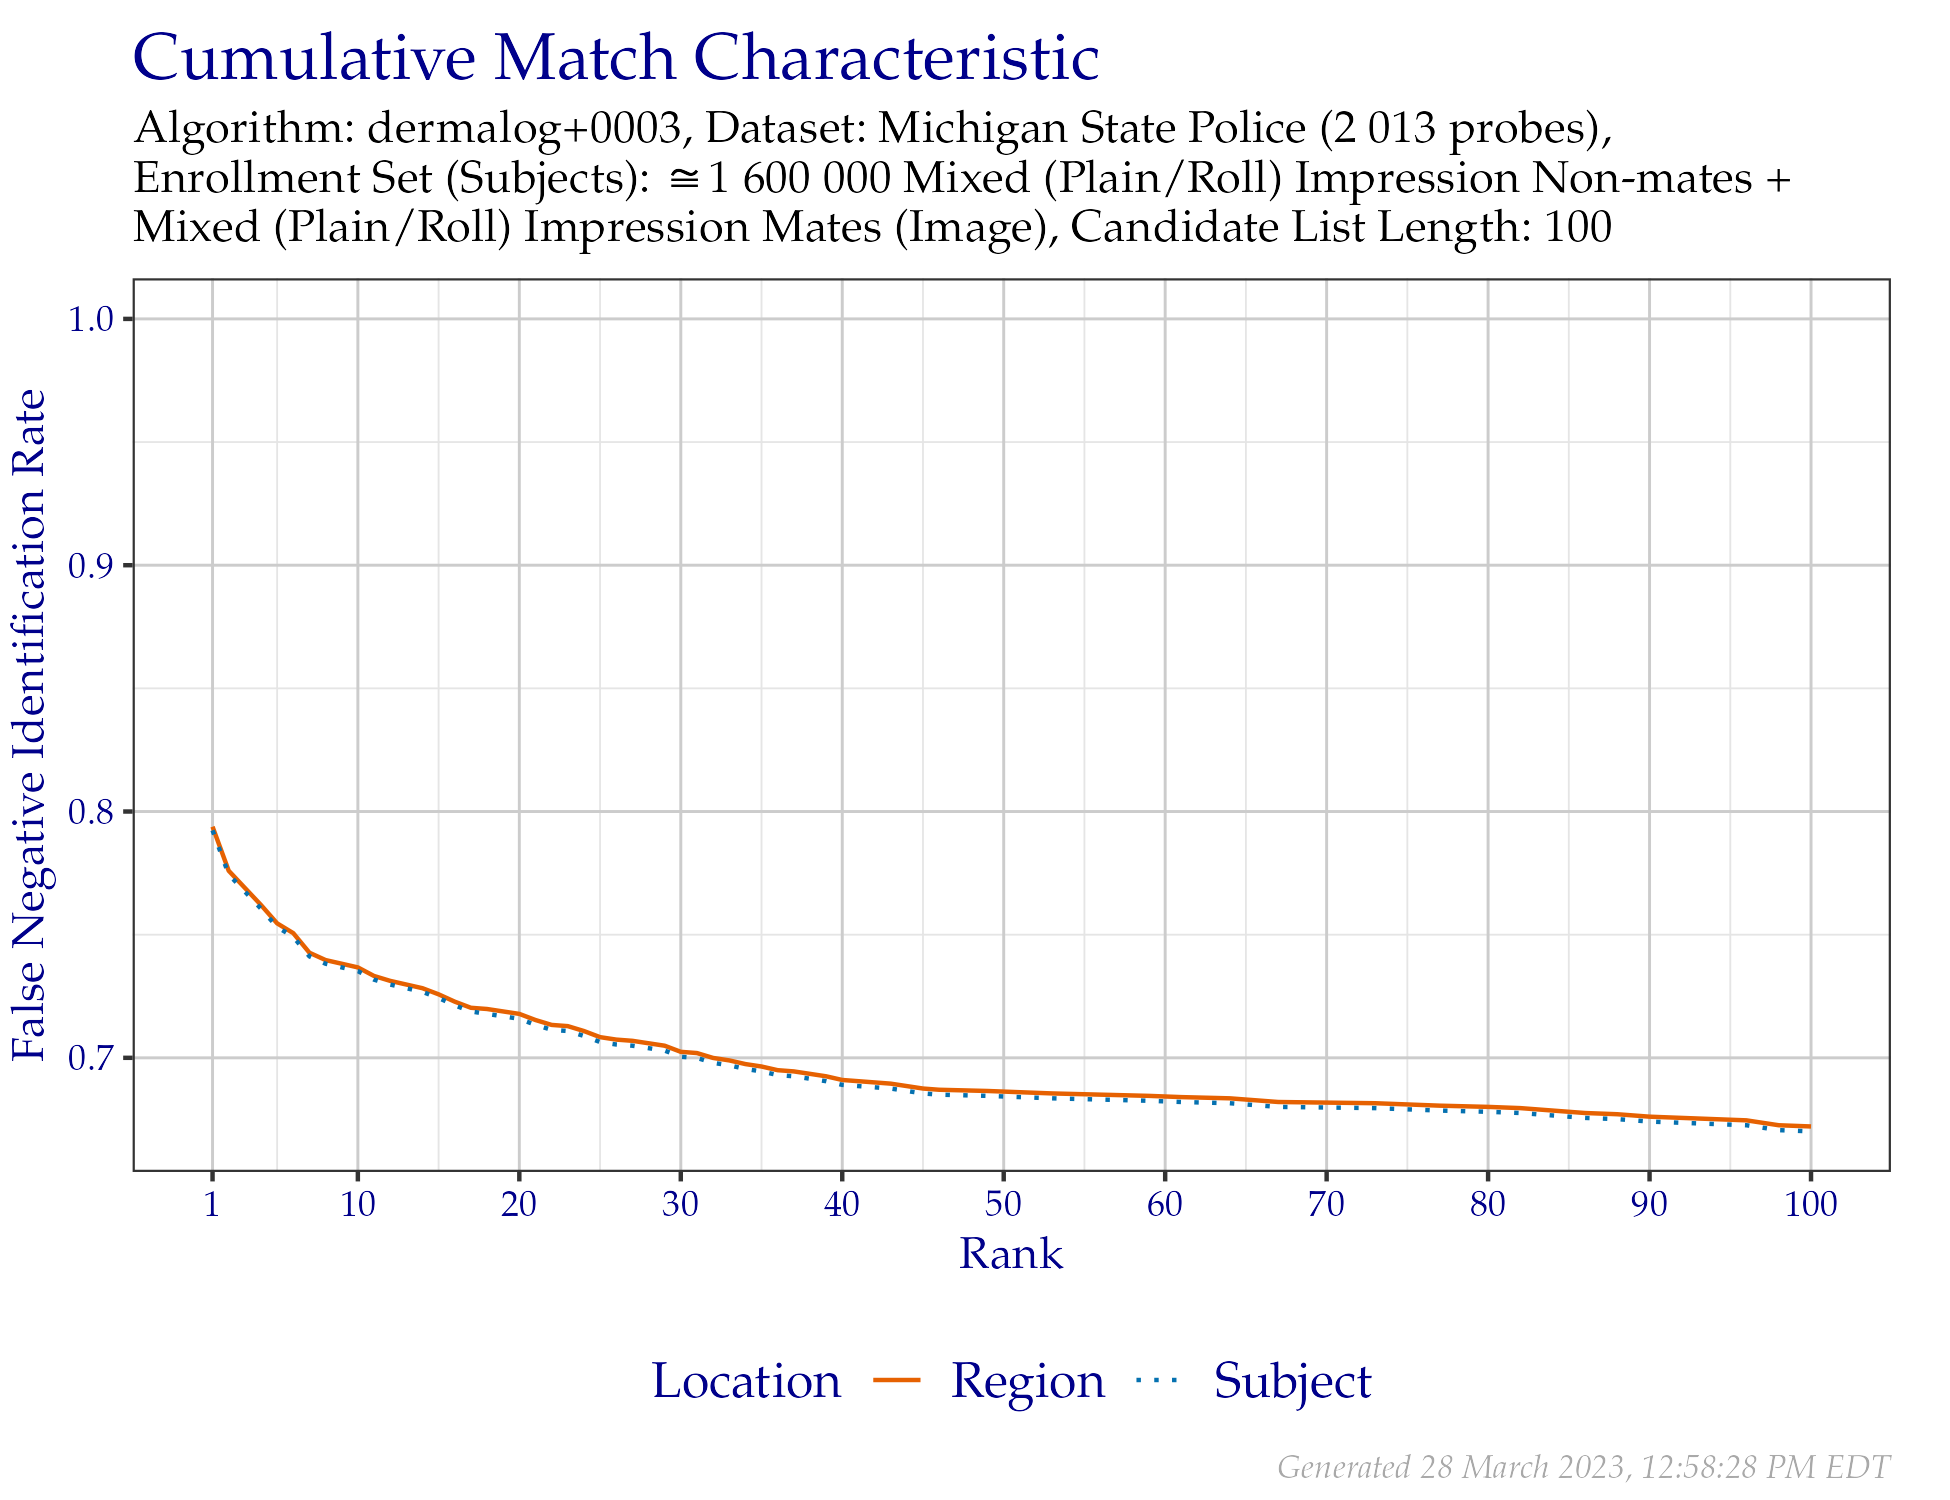 Cumulative Match Characteristic
Algorithm: dermalog+0003, Dataset: Michigan State Police (2 013 probes),
Enrollment Set (Subjects): ≅ 1 600 000 Mixed (Plain/Roll) Impression Non-mates +
Mixed (Plain/Roll) Impression Mates (Image), Candidate List Length: 100
False Negative Identification Rate
1.0
0.9
0.8
0.7
1 10 20 30 40 50 60 70 80 90 100
Rank
Location Region Subject
Generated 28 March 2023, 12:58:28 PM EDT